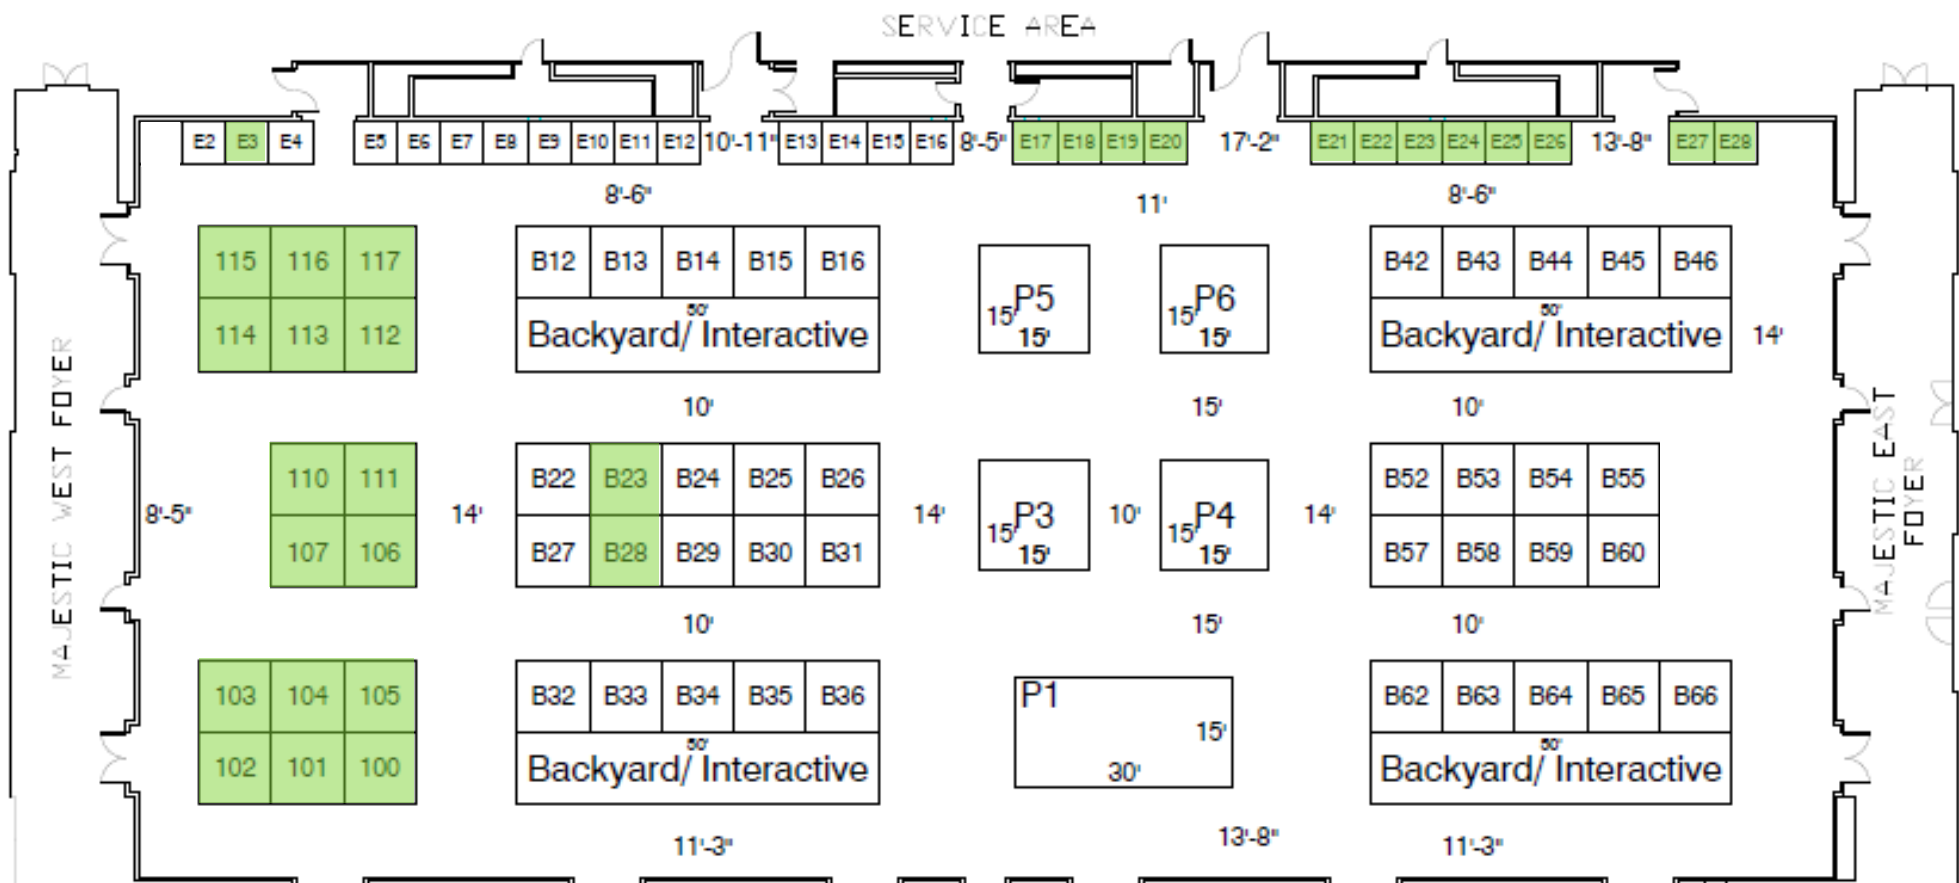 SERVICE AREA
E2 E3 E4 E5 E6 E7 E8 E9 E10 E11 E12 10'-11" E13 E14 E15 E16 8'-5" E17 E18 E19 E20 17'-2" E21 E22 E23 E24 E25 E26 13'-8" E27 E28
8'-6" 11' 8'-6"
115 116 117 B12 B13 B14 B15 B16 B42 B43 B44 B45 B46
P5 P6
15' 15'
50' 50'
114 113 112 Backyard/ Interactive 15' 15' Backyard/ Interactive 14'
10' 15' 10'
MAJESTIC WEST FOYER
MAJESTIC EAST
FOYER
110 111 B22 B23 B24 B25 B26 B52 B53 B54 B55
8'-5" 14' 14' P3 10' P4 14'
15' 15'
107 106 B27 B28 B29 B30 B31 15' 15' B57 B58 B59 B60
10' 15' 10'
103 104 105 B32 B33 B34 B35 B36 P1 B62 B63 B64 B65 B66
15'
50' 50'
102 101 100 Backyard/ Interactive 30' Backyard/ Interactive
11'-3" 13'-8" 11'-3"